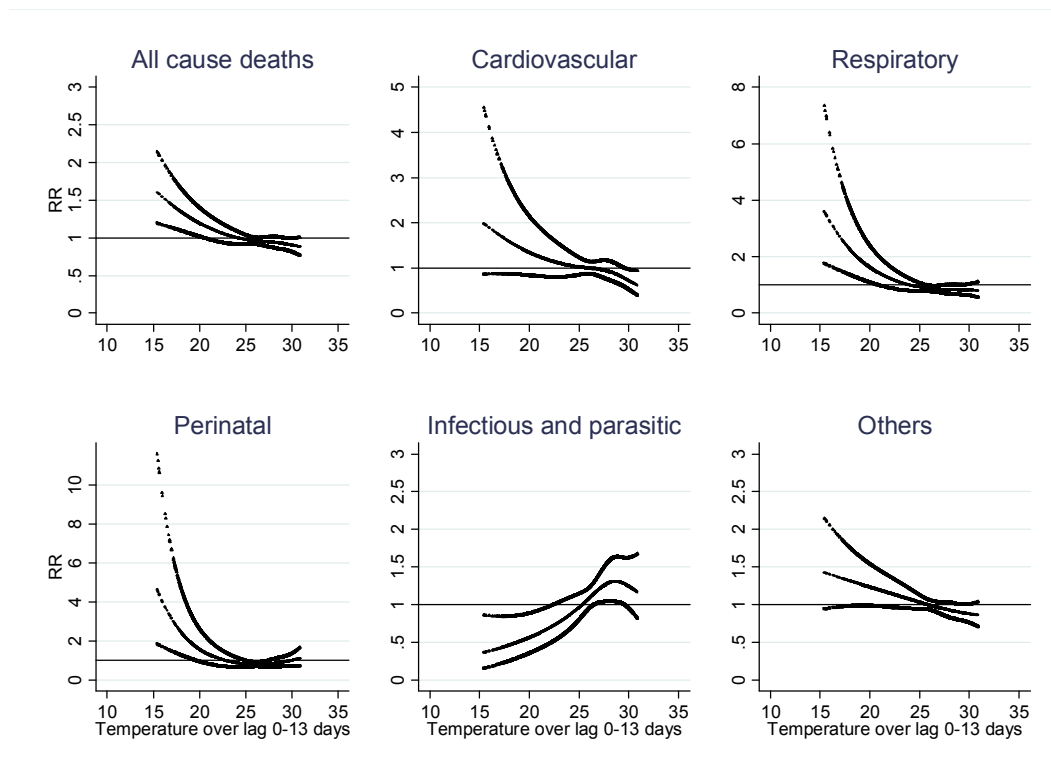 All cause deaths
RR
3
2.5
2
1.5
1
.5
0
10 15 20 25 30 35
Cardiovascular
5
4
3
2
1
0
10 15 20 25 30 35
Respiratory
8
6
4
2
0
10 15 20 25 30 35
Perinatal
RR
10
8
6
4
2
0
10 15 20 25 30 35
Temperature over lag 0-13 days
Infectious and parasitic
3
2.5
2
1.5
1
.5
0
10 15 20 25 30 35
Temperature over lag 0-13 days
Others
3
2.5
2
1.5
1
.5
0
10 15 20 25 30 35
Temperature over lag 0-13 days